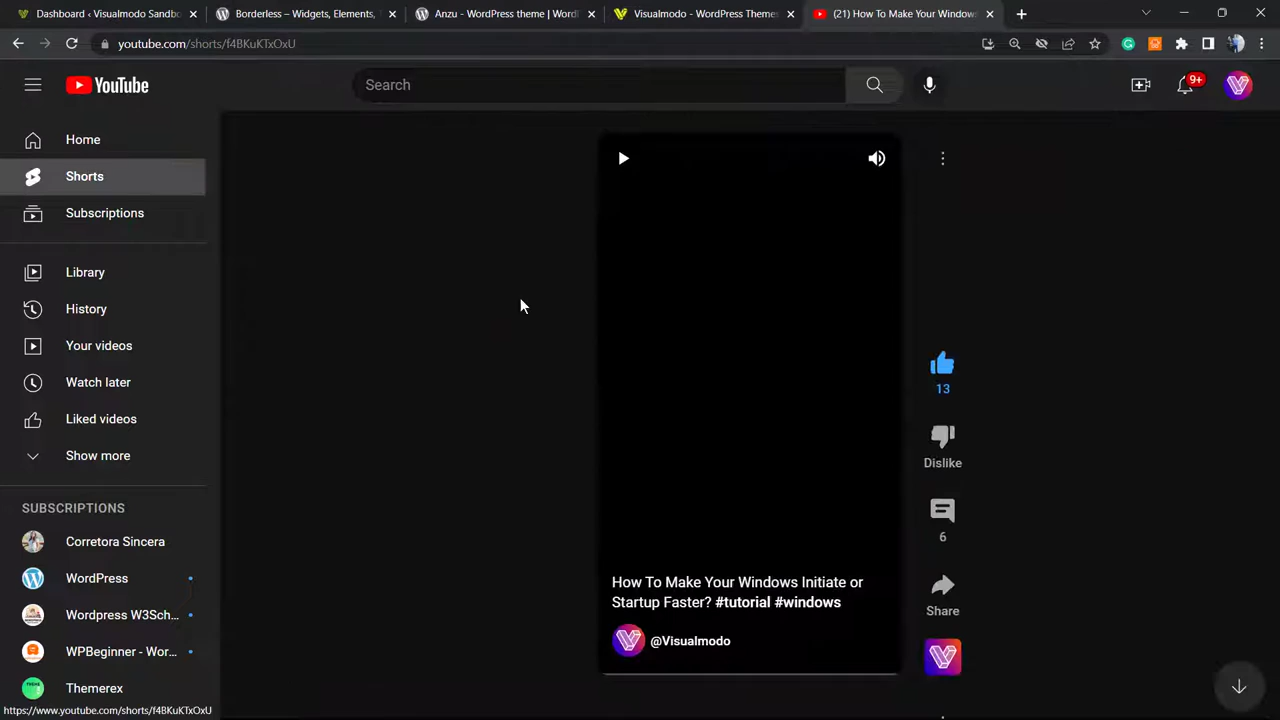 Dashboard ‹ Visualmodo Sandbo
Borderless – Widgets, Elements,
Anzu - WordPress theme | Word
Visualmodo - WordPress Themes
(21) How To Make Your Windows
youtube.com/shorts/f4BKuKTxOxU
YouTube
Search
9+
Home
Shorts
Subscriptions
Library
History
Your videos
Watch later
Liked videos
Show more
SUBSCRIPTIONS
Corretora Sincera
WordPress
Wordpress W3Sch...
WPBeginner - Wor...
Themerex
https://www.youtube.com/shorts/f4BKuKTxOxU
13
Dislike
6
Share
How To Make Your Windows Initiate or
Startup Faster? #tutorial #windows
@Visualmodo